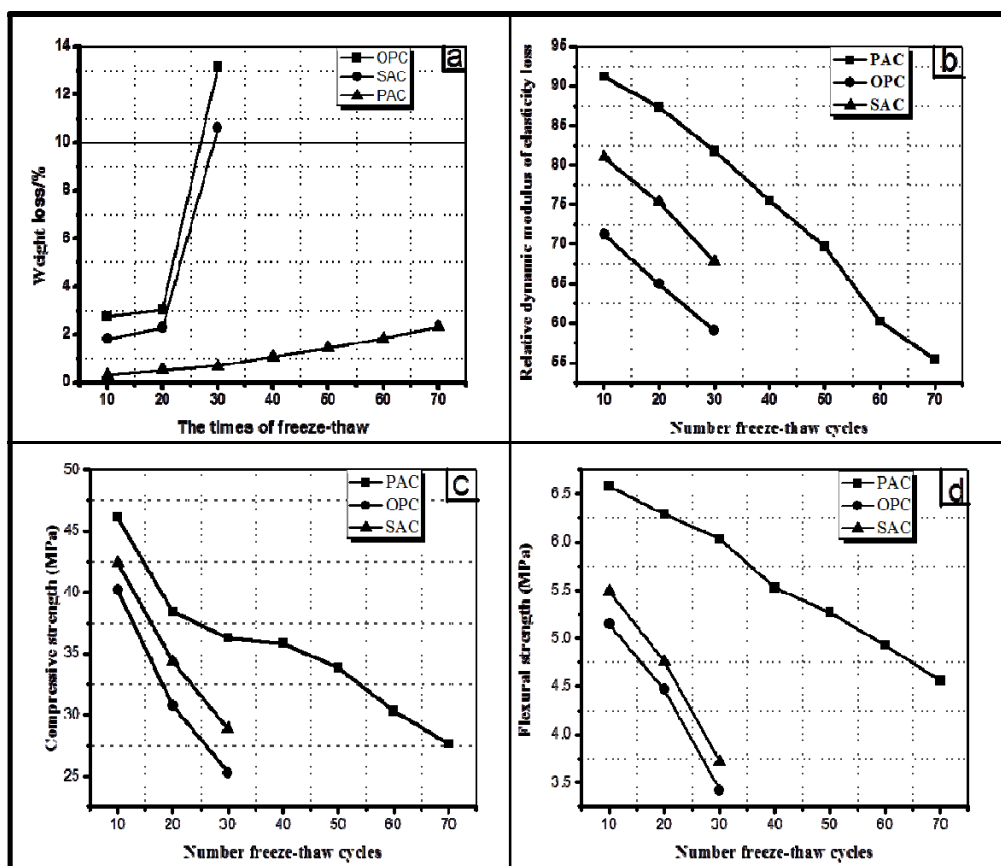 a
Weight loss/%
14
12
10
8
6
4
2
0
OPC
SAC
PAC
10 20 30 40 50 60 70
The times of freeze-thaw
b
Relative dynamic modulus of elasticity loss
95
90
85
80
75
70
65
60
55
PAC
OPC
SAC
10 20 30 40 50 60 70
Number freeze-thaw cycles
c
Compressive strength (MPa)
50
45
40
35
30
25
PAC
OPC
SAC
10 20 30 40 50 60 70
Number freeze-thaw cycles
d
Flexural strength (MPa)
6.5
6.0
5.5
5.0
4.5
4.0
3.5
PAC
OPC
SAC
10 20 30 40 50 60 70
Number freeze-thaw cycles